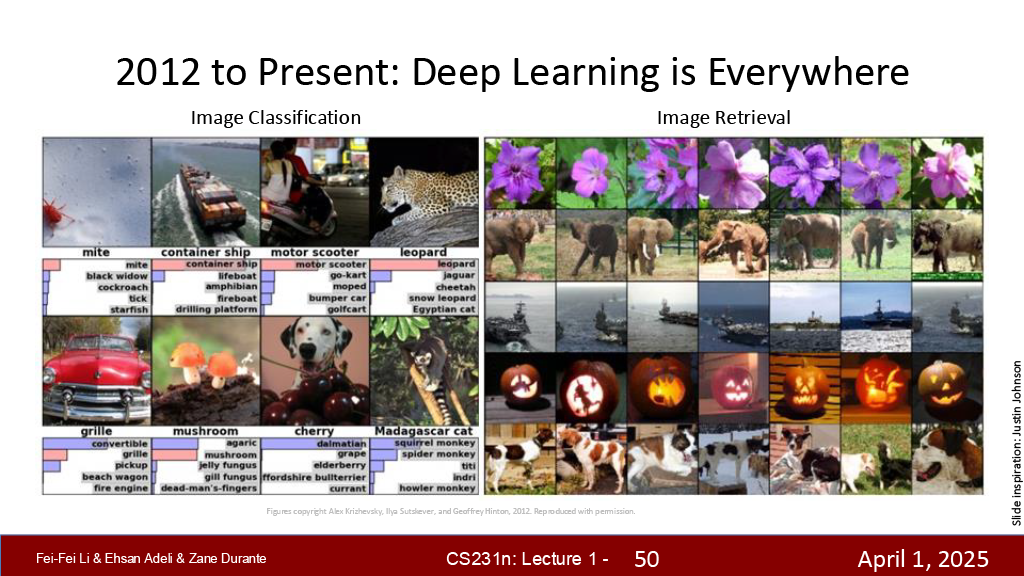 2012 to Present: Deep Learning is Everywhere
Image Classification
Image Retrieval
mite
container ship
motor scooter
leopard
mite
black widow
cockroach
tick
starfish
container ship
lifeboat
amphibian
fireboat
drilling platform
motor scooter
go-kart
moped
bumper car
golfcart
leopard
jaguar
cheetah
snow leopard
Egyptian cat
grille
mushroom
cherry
Madagascar cat
convertible
grille
pickup
beach wagon
fire engine
agaric
mushroom
jelly fungus
gill fungus
dead-man's-fingers
dalmatian
grape
elderberry
ffordshire bullterrier
currant
squirrel monkey
spider monkey
titi
indri
howler monkey
Figures copyright Alex Krizhevsky, Ilya Sutskever, and Geoffrey Hinton, 2012. Reproduced with permission.
Slide inspiration: Justin Johnson
Fei-Fei Li & Ehsan Adeli & Zane Durante
CS231n: Lecture 1 - 50
April 1, 2025